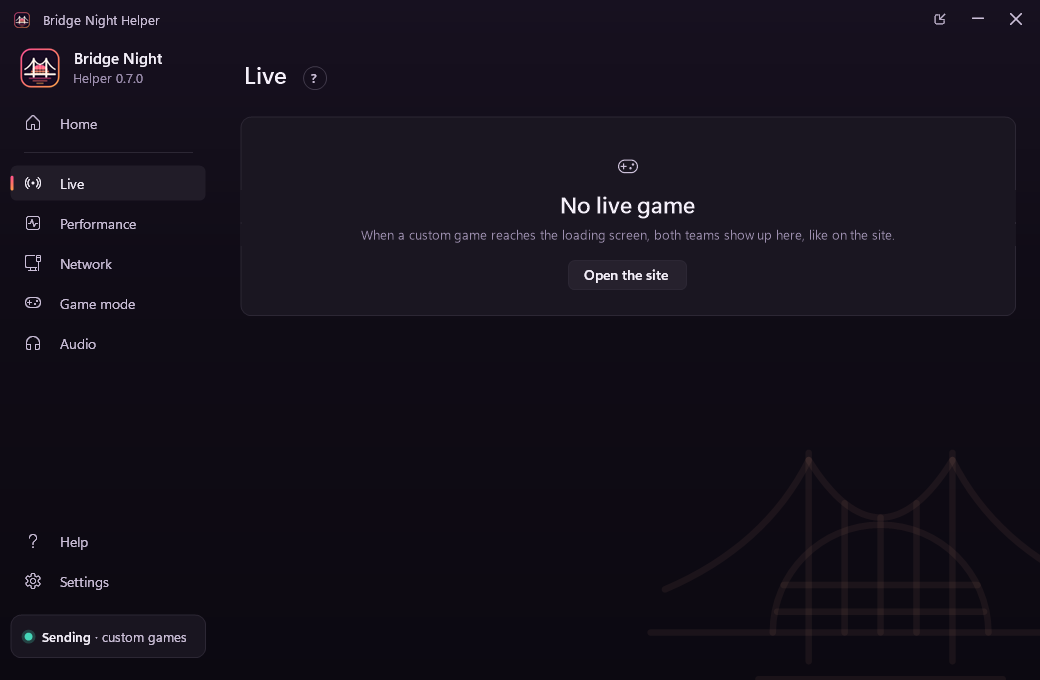 Bridge Night Helper
Bridge Night
Helper 0.7.0
Home
Live
Performance
Network
Game mode
Audio
Help
Settings
Sending · custom games
Live ?
No live game
When a custom game reaches the loading screen, both teams show up here, like on the site.
Open the site